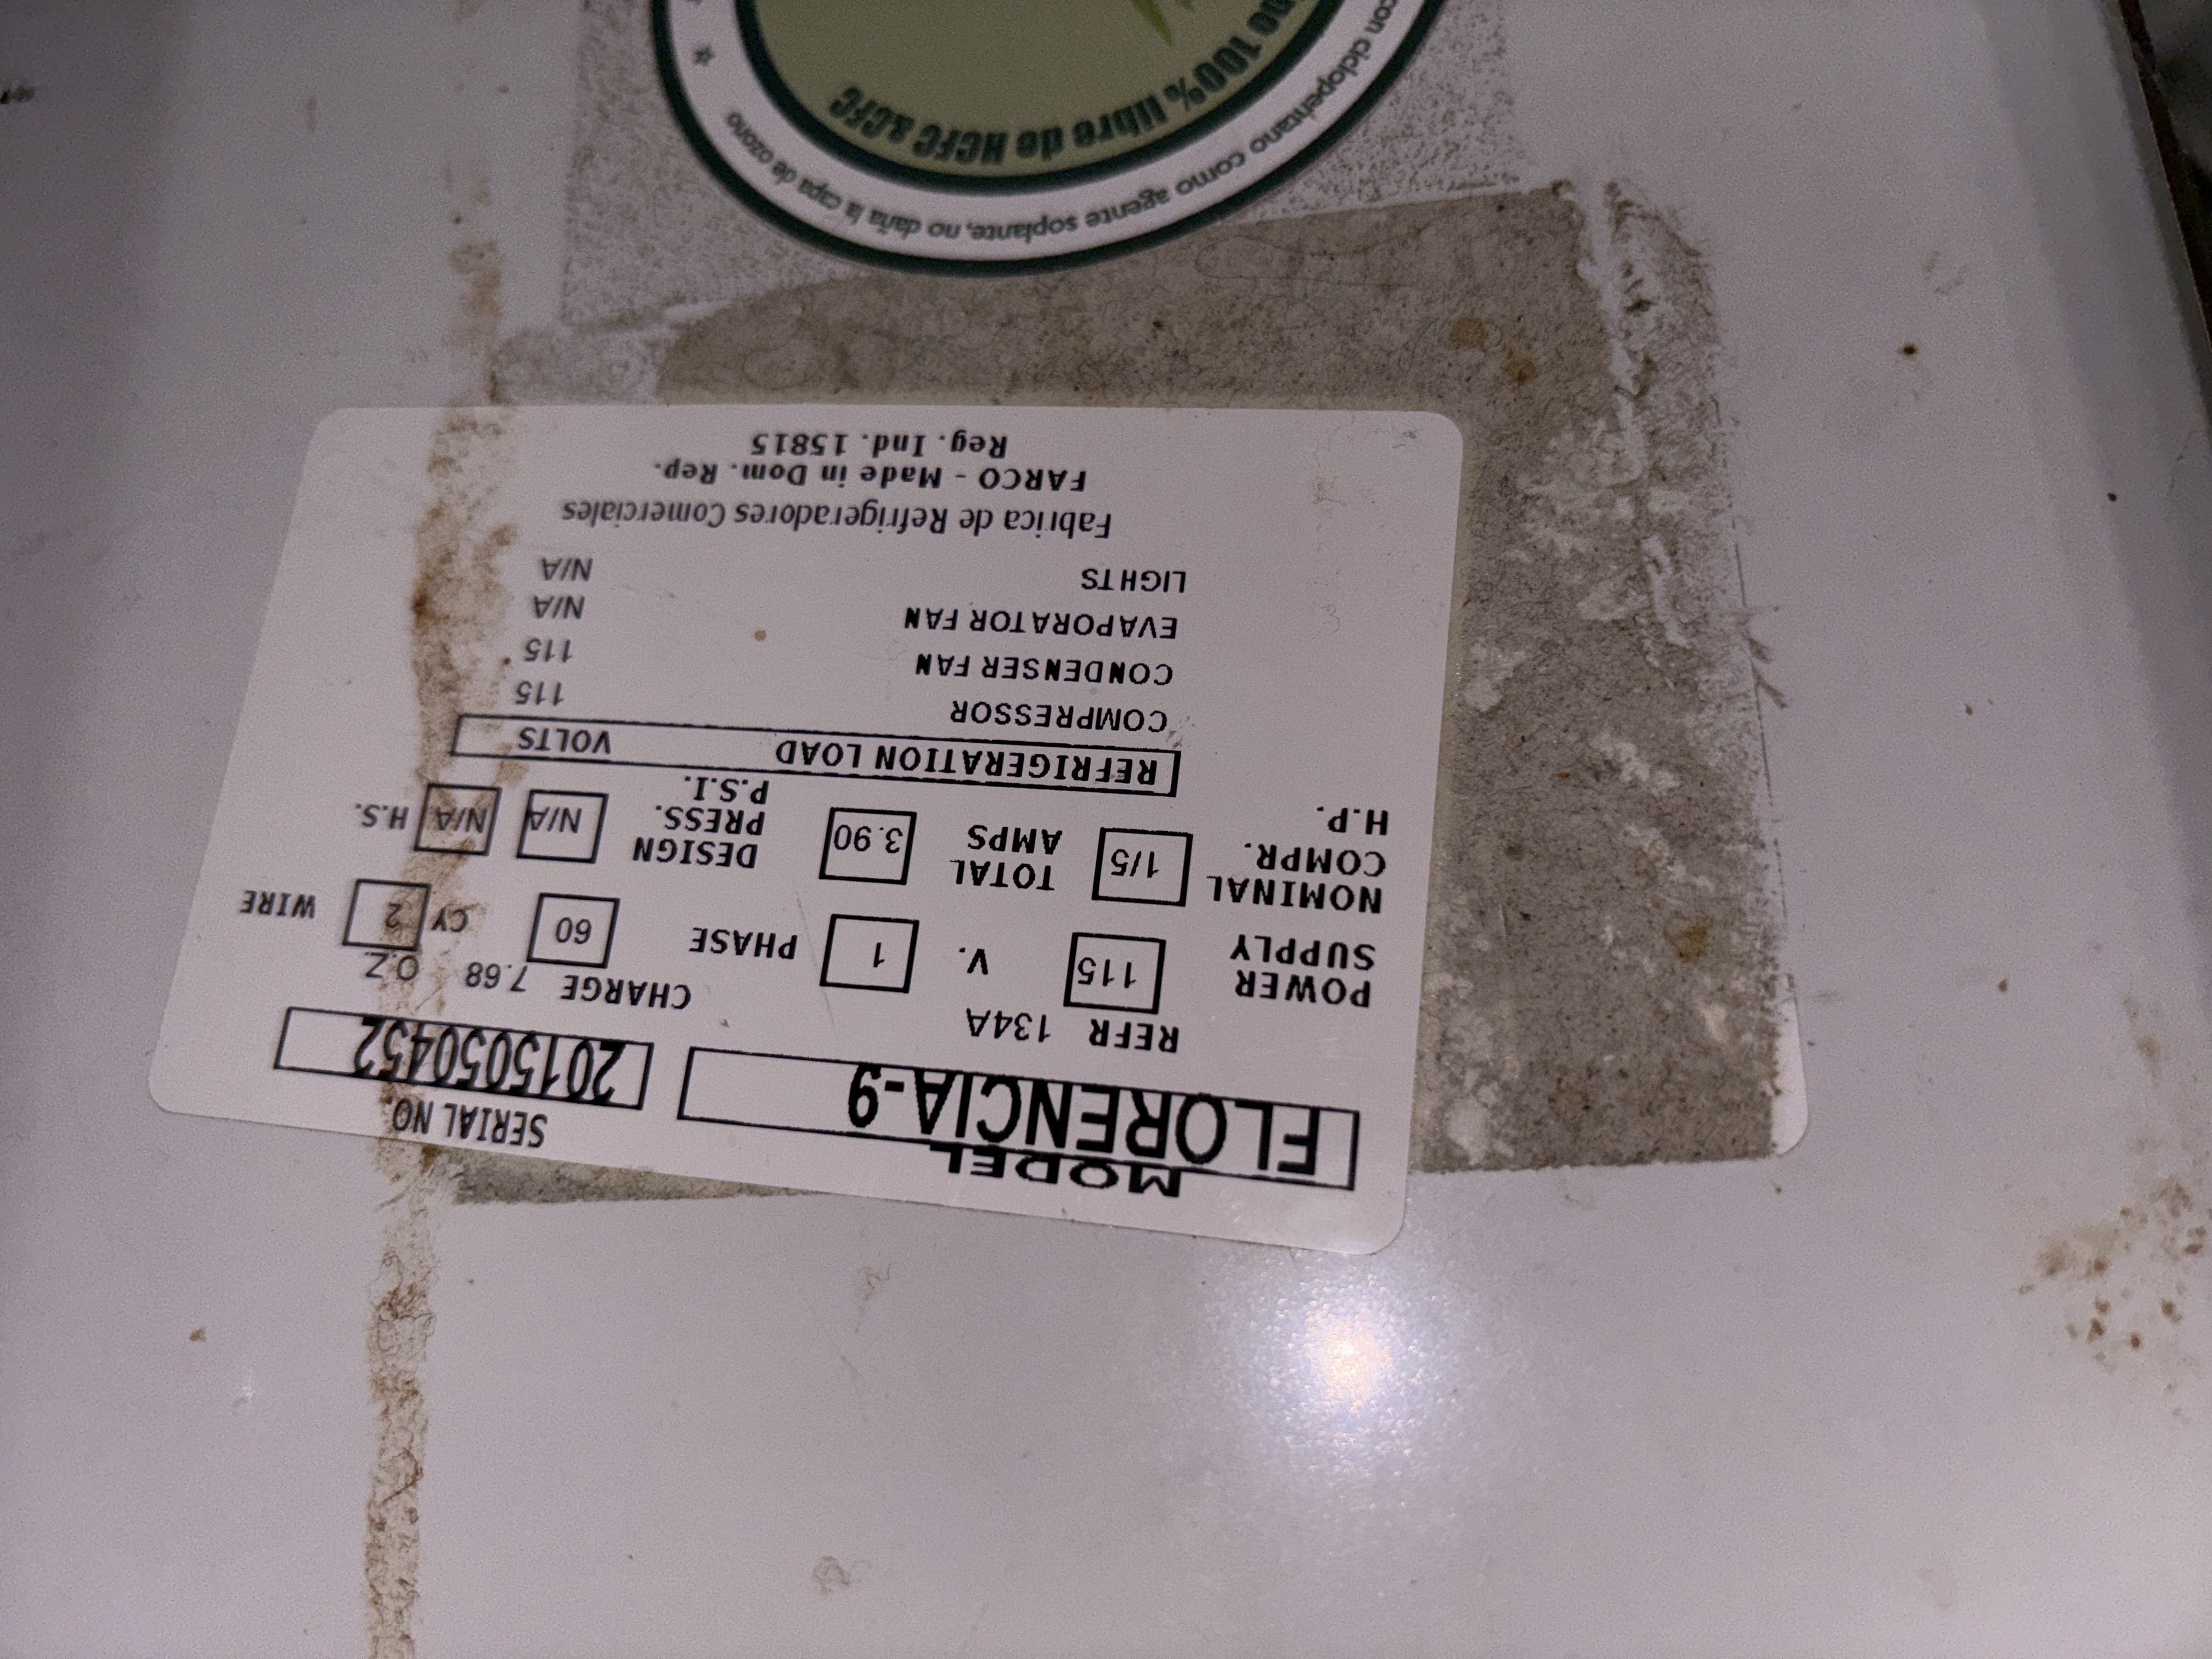 MODEL
FLORENCIA-9
SERIAL NO.
2015050452
REFR 134A CHARGE 7.68 O.Z.
POWER SUPPLY 115 V. 1 PHASE 60 CY 2 WIRE
NOMINAL COMPR. H.P. 1/5 TOTAL AMPS 3.90 DESIGN PRESS. P.S.I. N/A N/A H.S.
REFRIGERATION LOAD VOLTS
COMPRESSOR 115
CONDENSER FAN 115
EVAPORATOR FAN N/A
LIGHTS N/A
Fabrica de Refrigeradores Comerciales
FARCO - Made in Dom. Rep.
Reg. Ind. 15815
con ciclopentano como agente soplante, no daña la capa de ozono
100% libre de HCFC & CFC